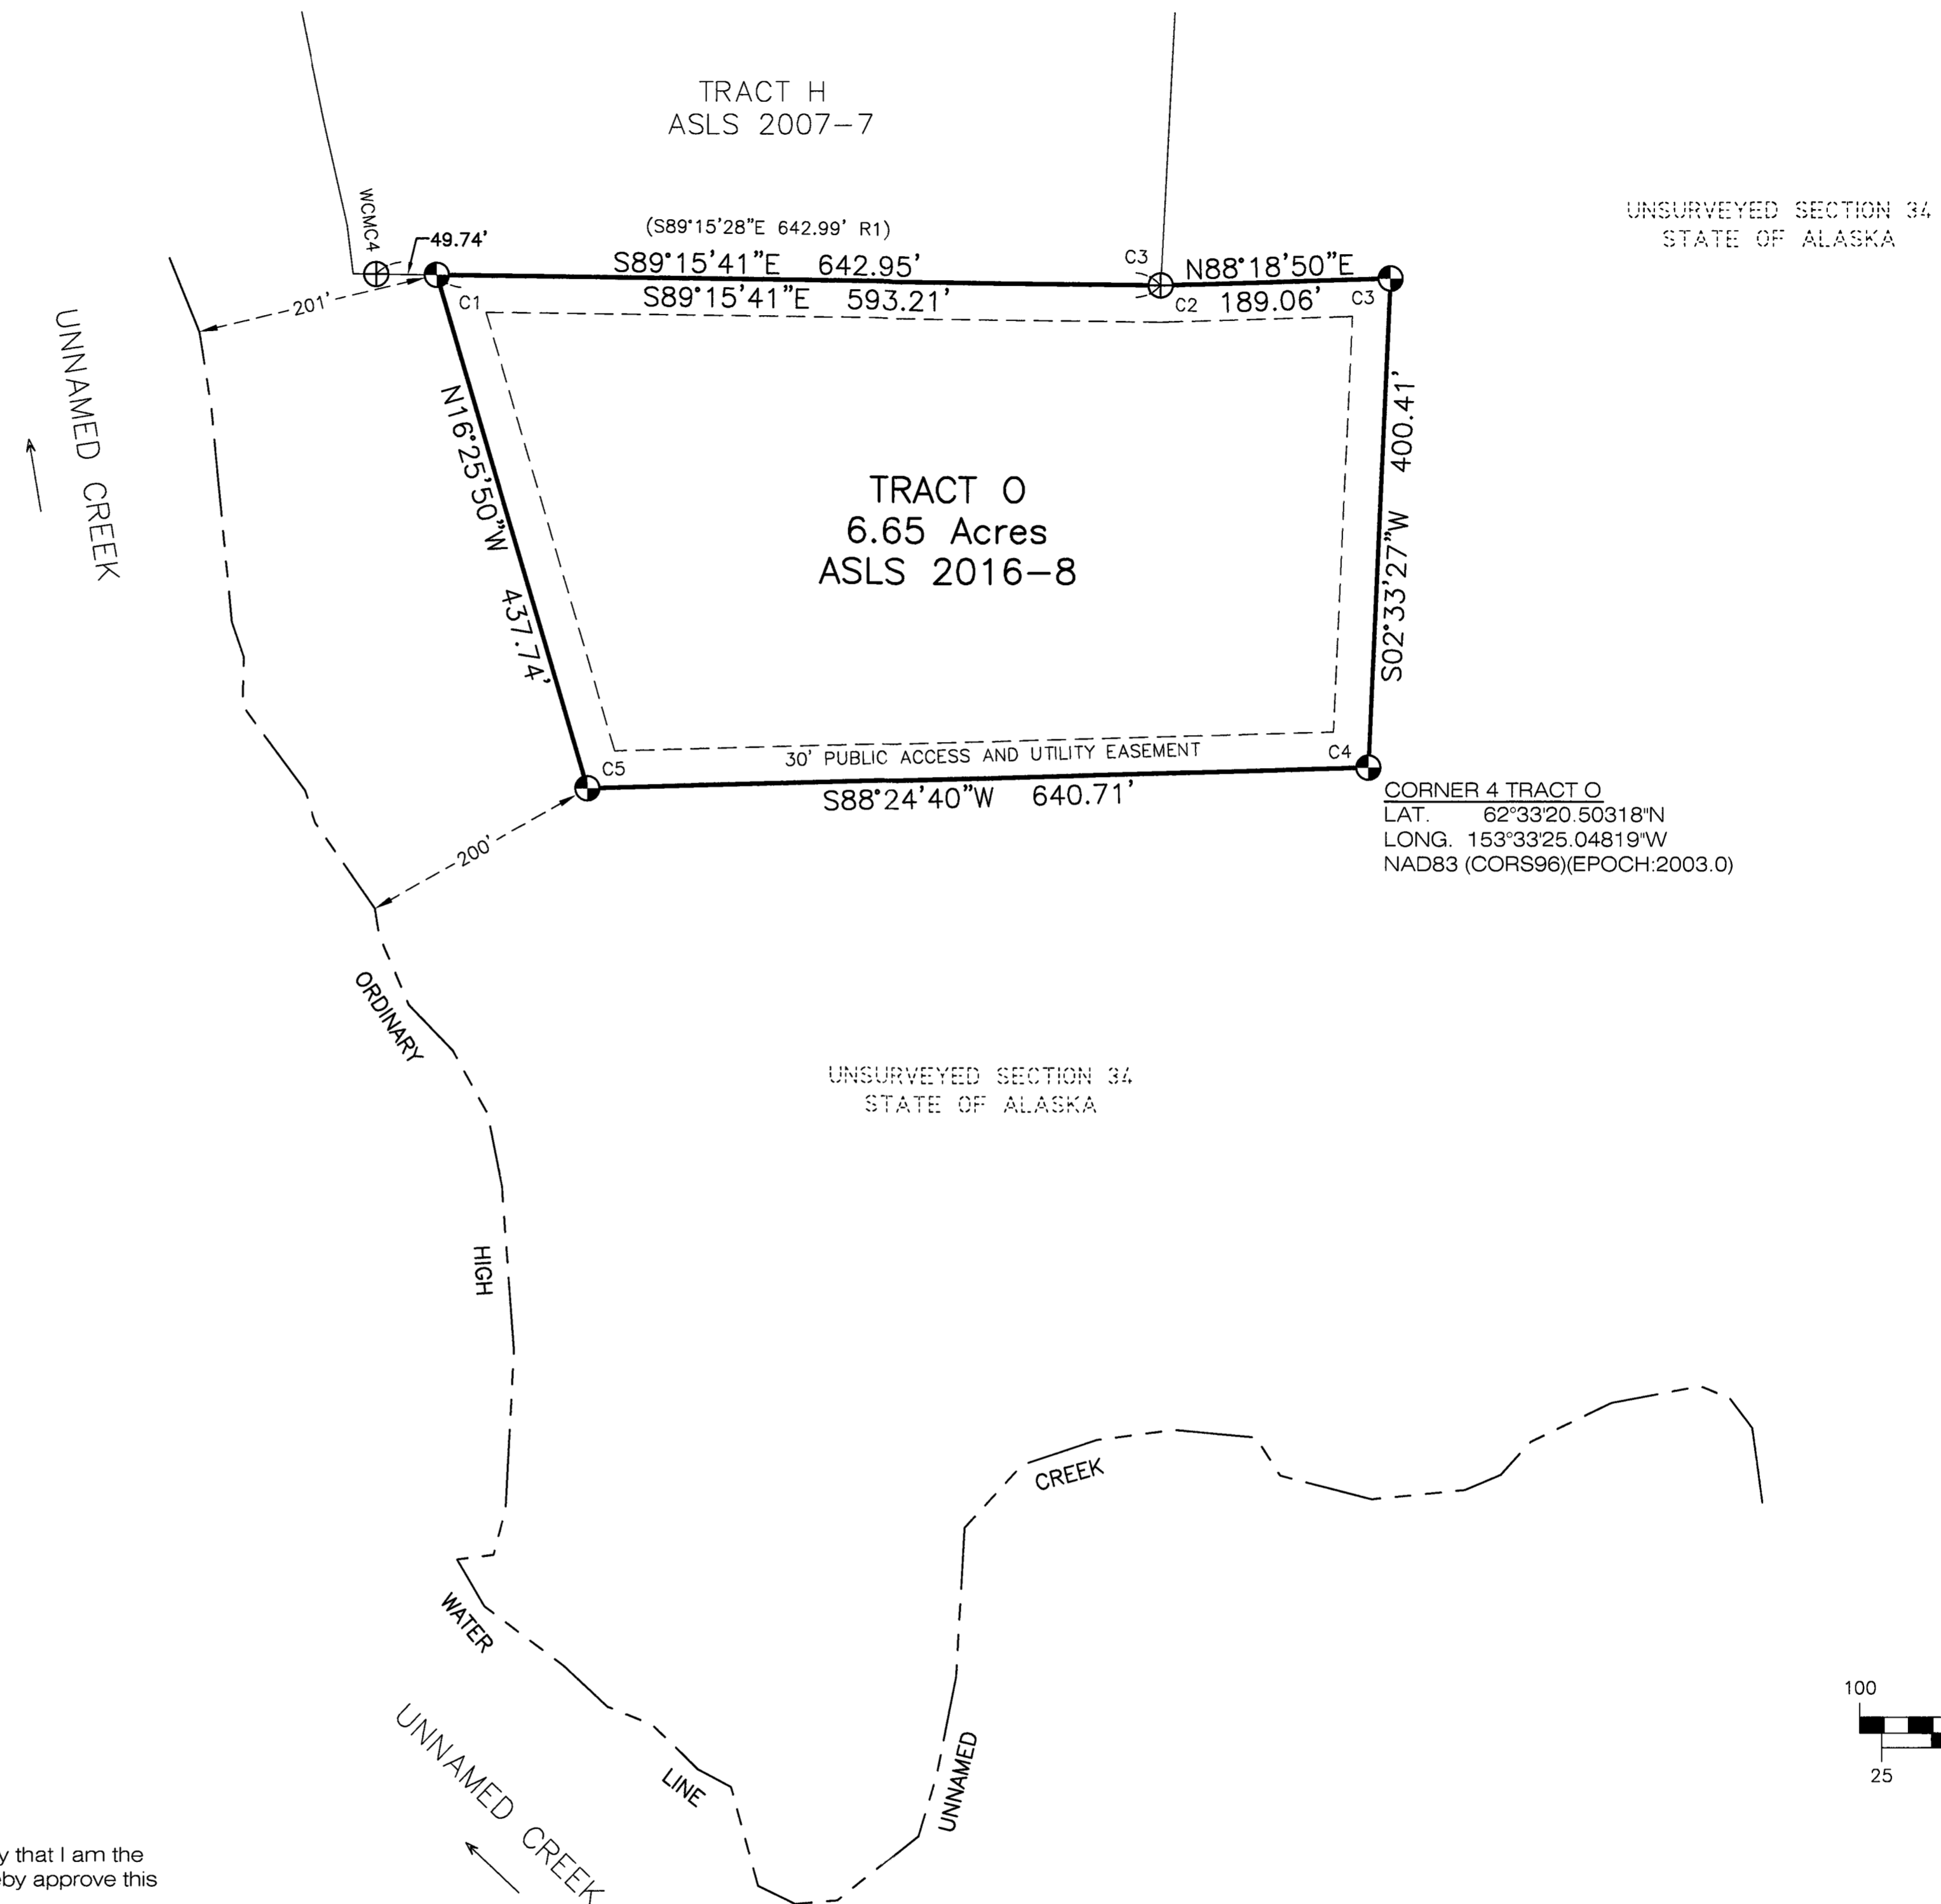 TRACT H
ASLS 2007-7
UNSURVEYED SECTION 34
STATE OF ALASKA
WCMC4
49.74'
(S89°15'28"E 642.99' R1)
S89°15'41"E 642.95'
S89°15'41"E 593.21'
C3
N88°18'50"E
189.06'
C1
C2
C3
201'
UNNAMED CREEK
N16°25'50"W 437.74'
S02°33'27"W 400.41'
TRACT O
6.65 Acres
ASLS 2016-8
30' PUBLIC ACCESS AND UTILITY EASEMENT
C5
C4
S88°24'40"W 640.71'
CORNER 4 TRACT O
LAT. 62°33'20.50318"N
LONG. 153°33'25.04819"W
NAD83 (CORS96)(EPOCH:2003.0)
200'
ORDINARY
HIGH
WATER
LINE
UNNAMED
CREEK
UNSURVEYED SECTION 34
STATE OF ALASKA
UNNAMED CREEK
100
25
y that I am the
by approve this